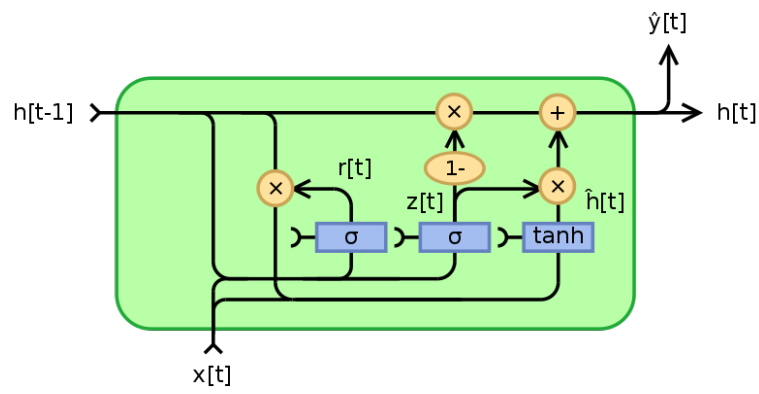 ŷ[t]
h[t-1]
×
+
h[t]
1-
r[t]
×
z[t]
×
ĥ[t]
σ
σ
tanh
x[t]